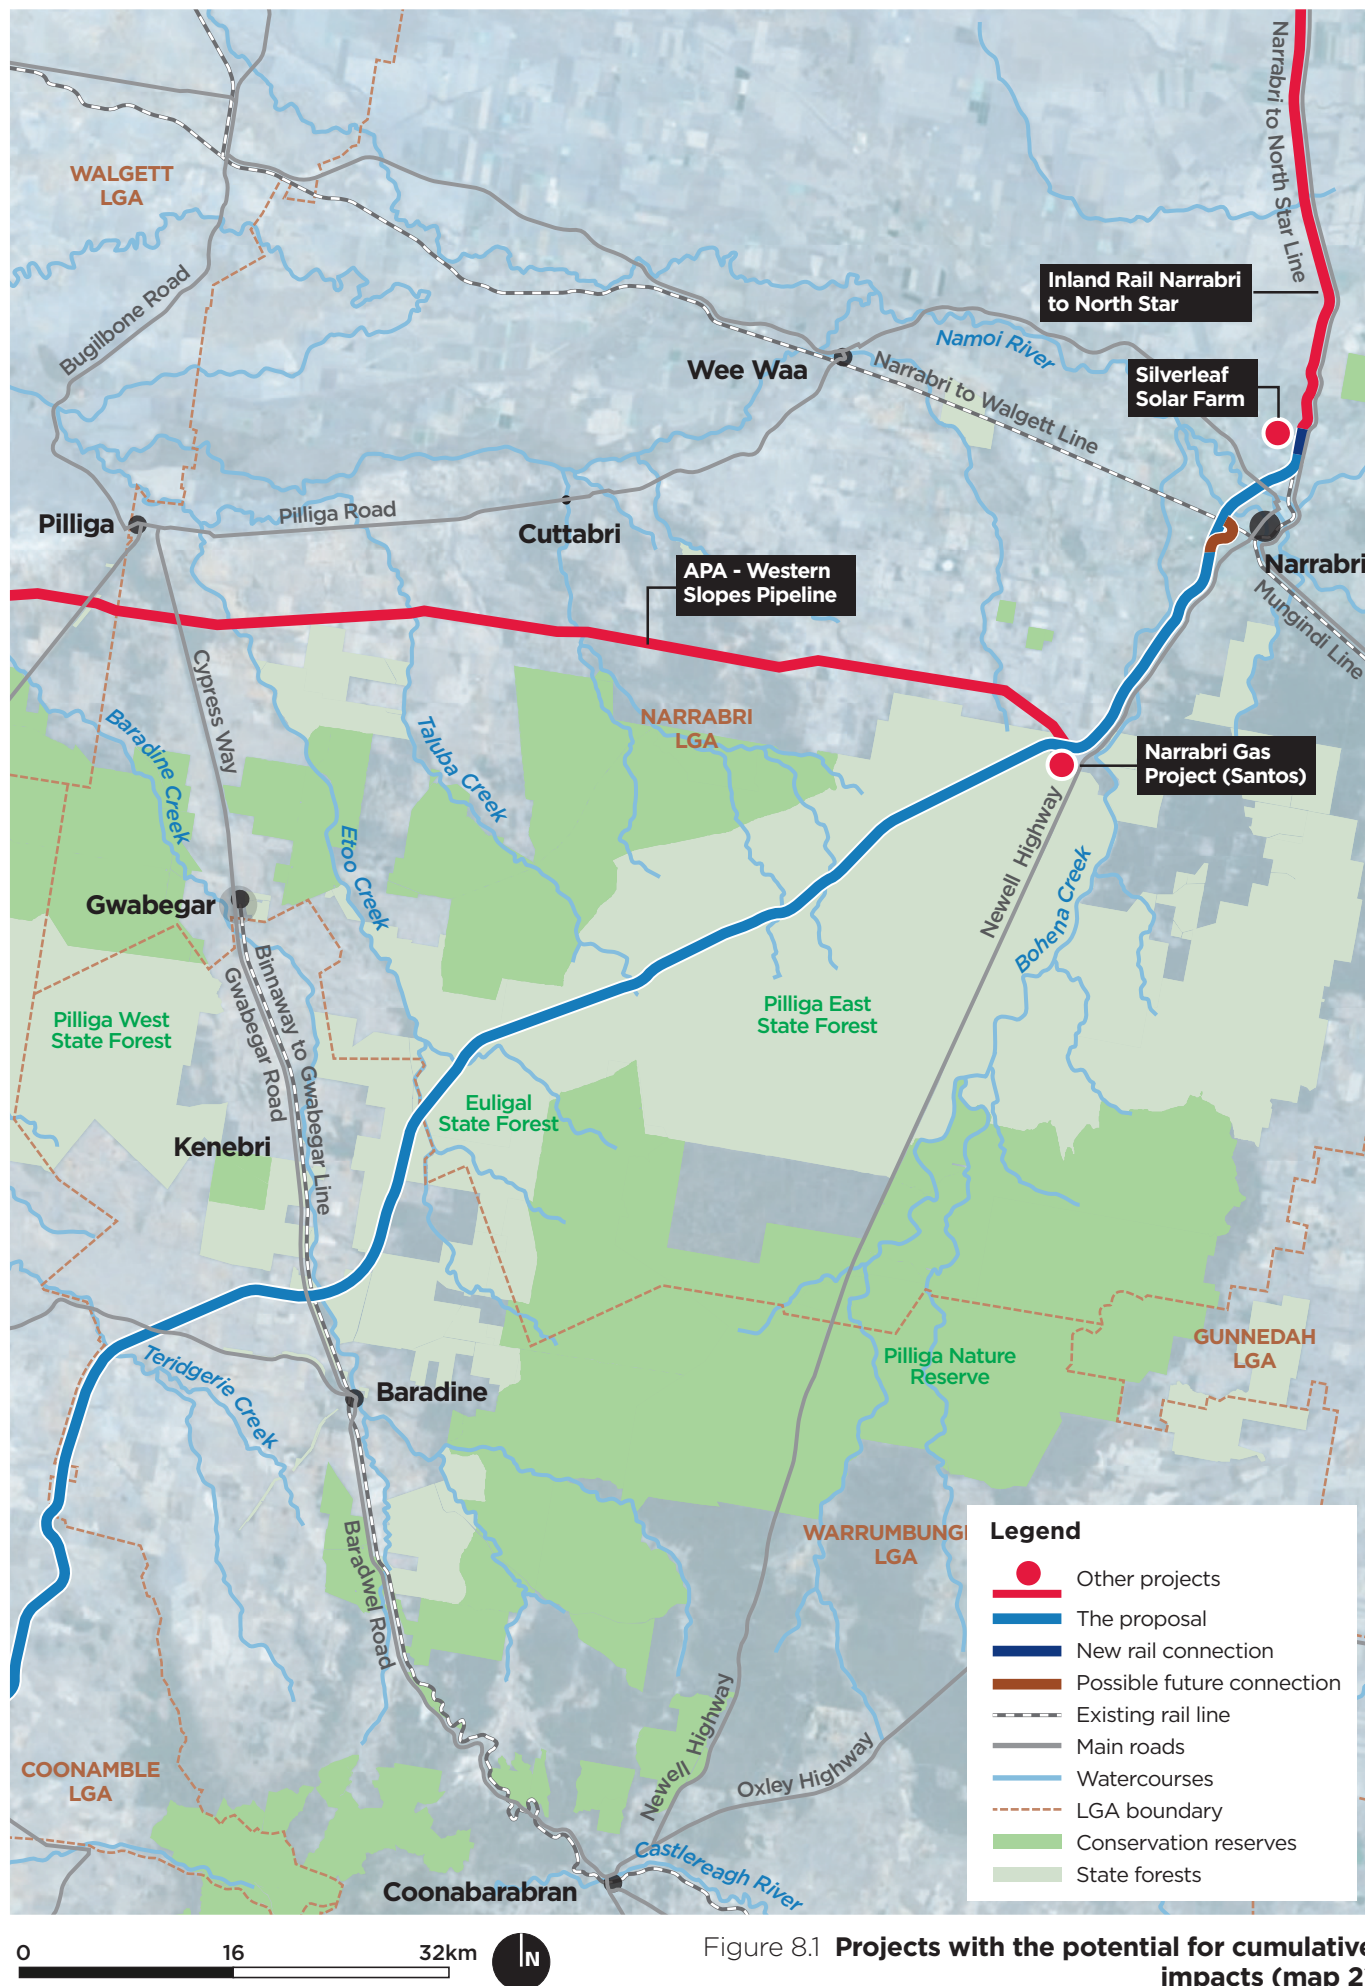 Narrabri to North Star Line
WALGETT
LGA
Bugilbone Road
Inland Rail Narrabri
to North Star
Namoi River
Wee Waa
Narrabri to Walgett Line
Silverleaf
Solar Farm
Pilliga
Pilliga Road
Cuttabri
Narrabri
Mungindi Line
APA - Western
Slopes Pipeline
Cypress Way
Baradine Creek
Taluba Creek
NARRABRI
LGA
Narrabri Gas
Project (Santos)
Newell Highway
Etoo Creek
Bohena Creek
Gwabegar
Binnaway to Gwabegar Line
Gwabegar Road
Pilliga West
State Forest
Pilliga East
State Forest
Euligal
State Forest
Kenebri
GUNNEDAH
LGA
Pilliga Nature
Reserve
Teridgerie Creek
Baradine
Baradwel Road
WARRUMBUNG
LGA
Legend
Other projects
The proposal
New rail connection
Possible future connection
Existing rail line
Main roads
Watercourses
LGA boundary
Conservation reserves
State forests
Newell Highway
Oxley Highway
COONAMBLE
LGA
Castlereagh River
Coonabarabran
0 16 32km
N
Figure 8.1 Projects with the potential for cumulative
impacts (map 2